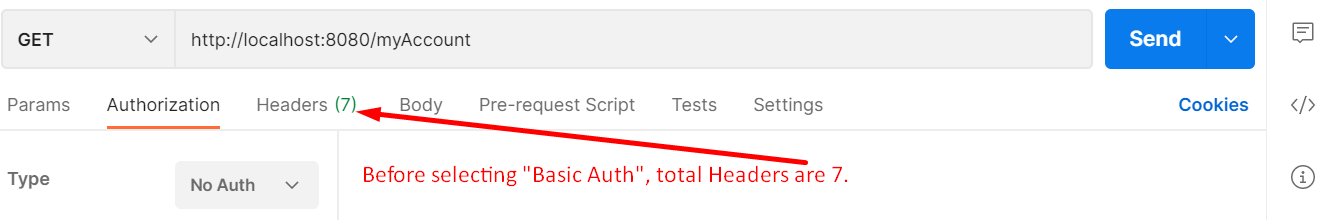 GET http://localhost:8080/myAccount Send
Params Authorization Headers (7) Body Pre-request Script Tests Settings Cookies
Type No Auth Before selecting "Basic Auth", total Headers are 7.